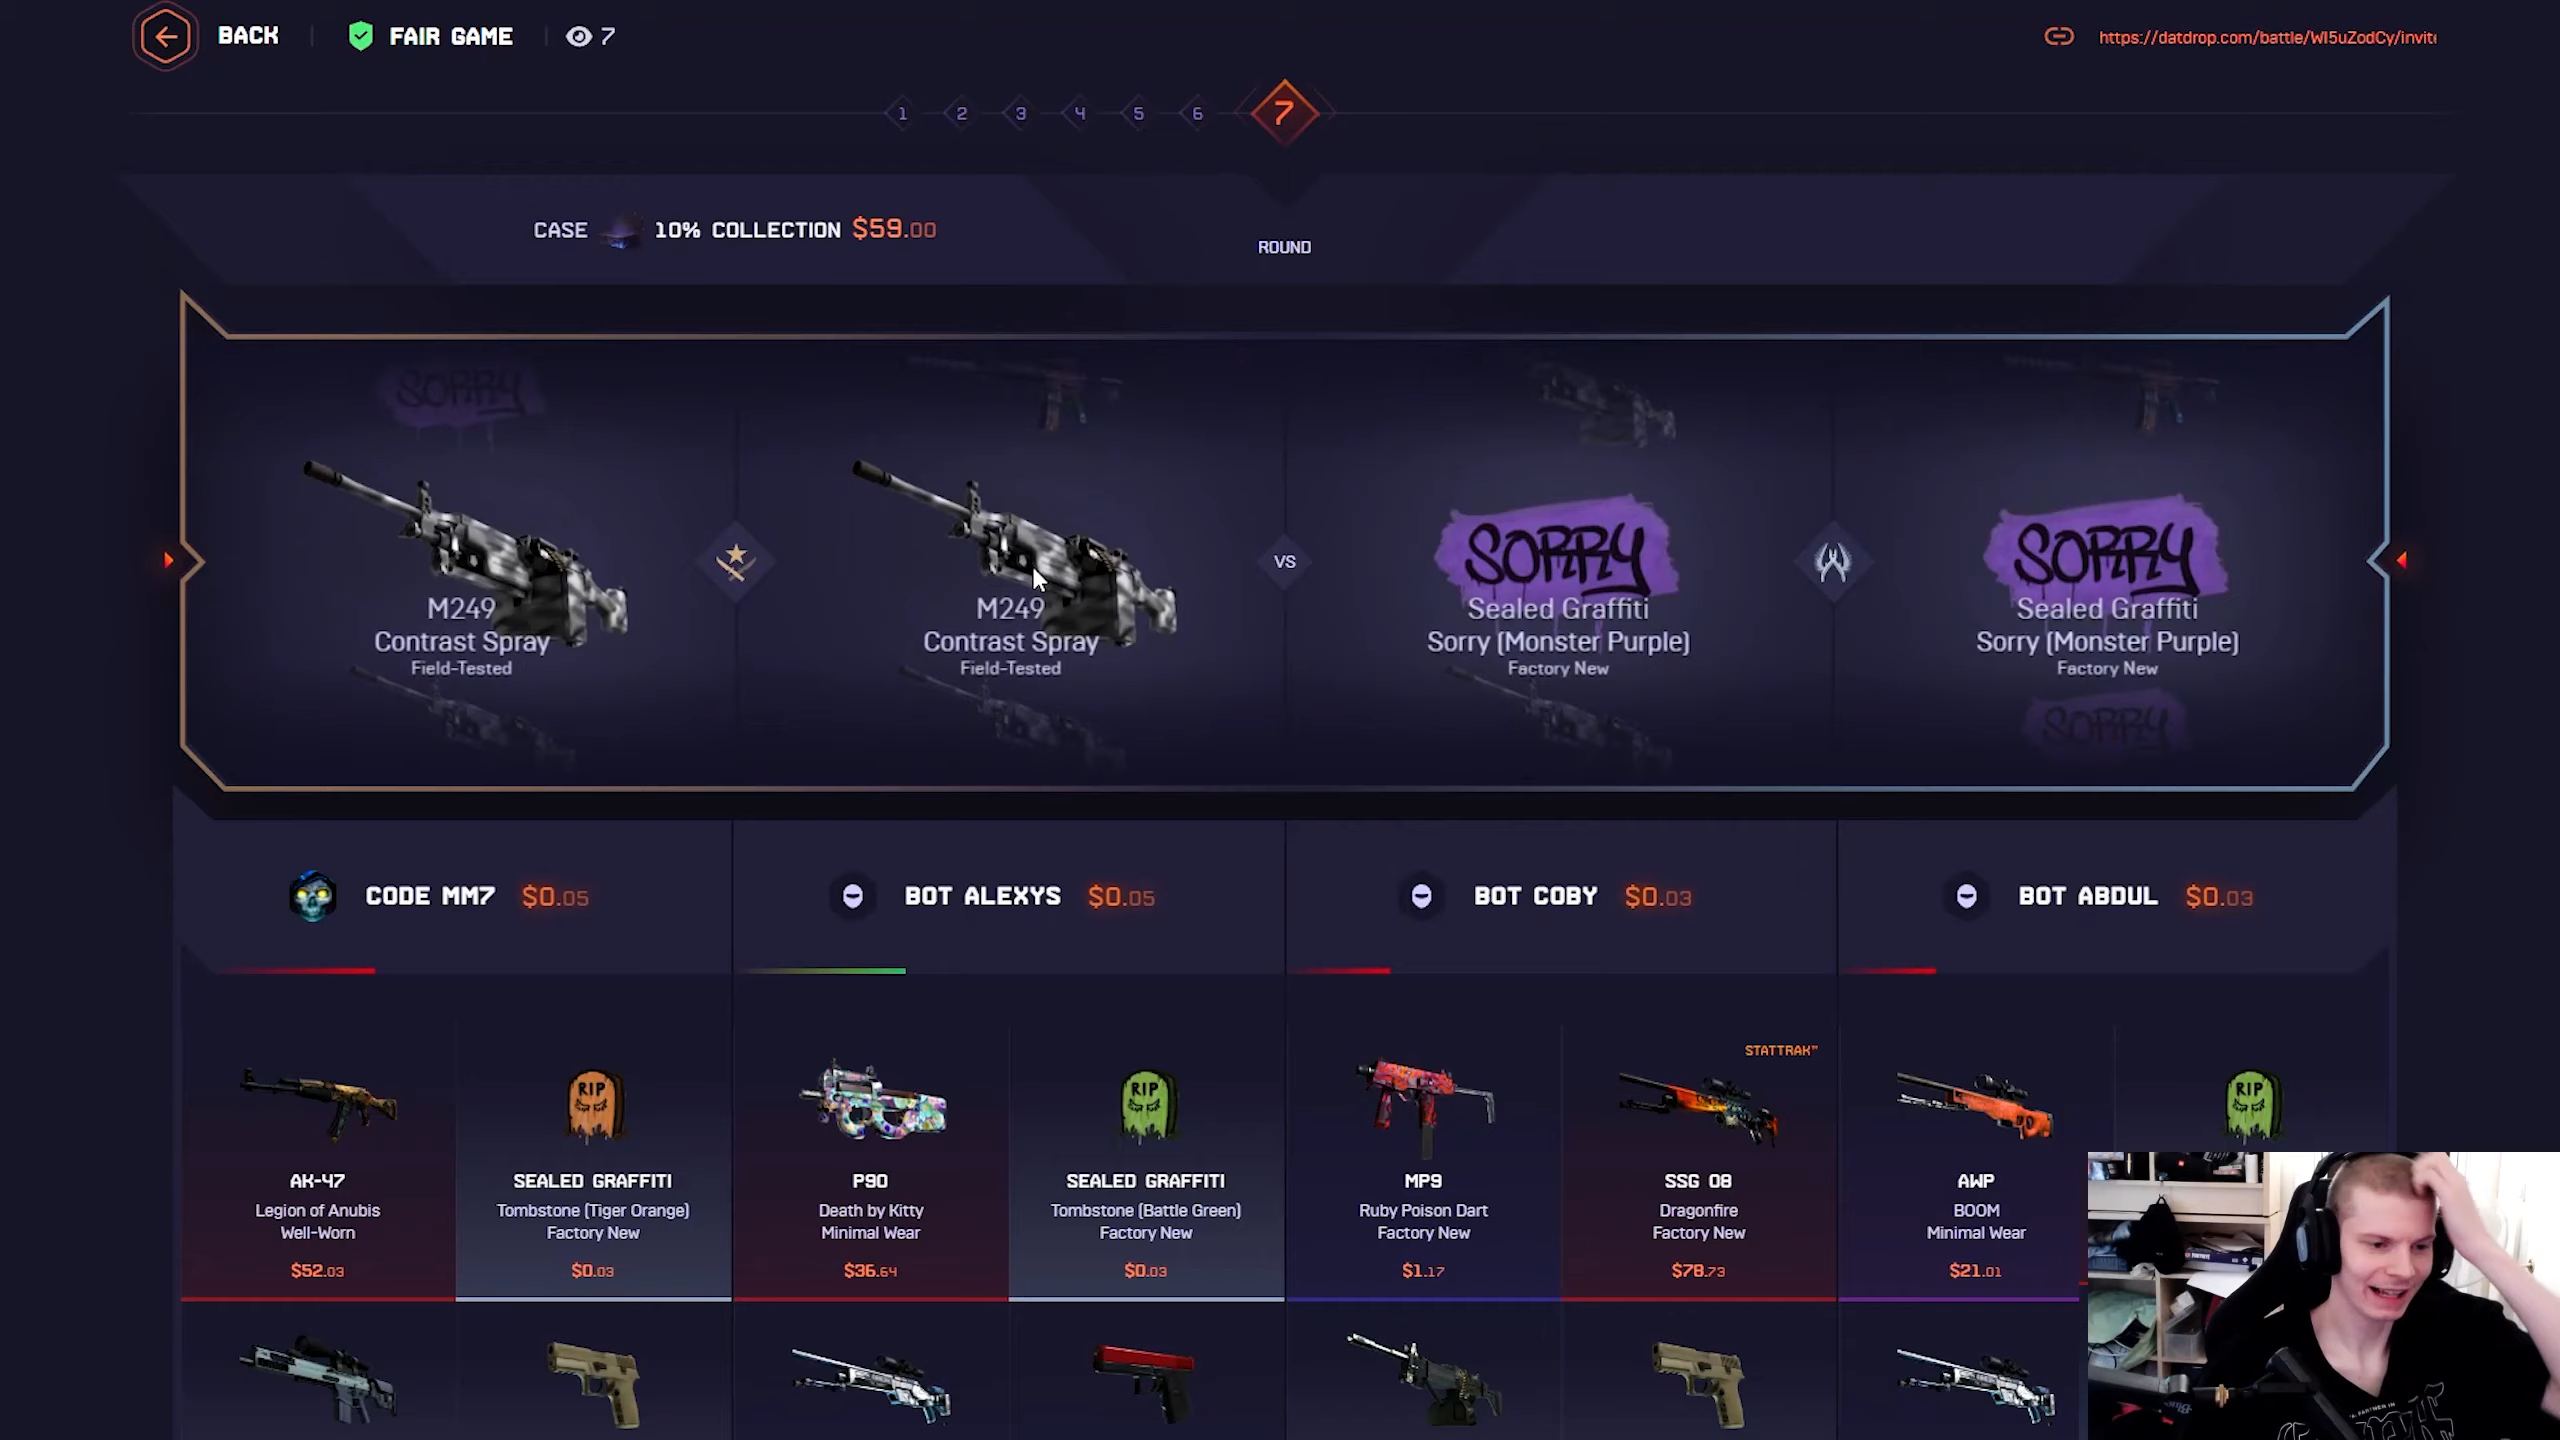 BACK
FAIR GAME
7
https://datdrop.com/battle/WI5uZodCy/invit
1
2
3
4
5
6
7
CASE 10% COLLECTION $59.00
ROUND
SORRY
M249
Contrast Spray
Field-Tested
M249
Contrast Spray
Field-Tested
VS
SORRY
Sealed Graffiti
Sorry (Monster Purple)
Factory New
SORRY
Sealed Graffiti
Sorry (Monster Purple)
Factory New
SORRY
CODE MM7 $0.05
BOT ALEXYS $0.05
BOT COBY $0.03
BOT ABDUL $0.03
AK-47
Legion of Anubis
Well-Worn
$52.03
RIP
SEALED GRAFFITI
Tombstone (Tiger Orange)
Factory New
$0.03
P90
Death by Kitty
Minimal Wear
$36.64
RIP
SEALED GRAFFITI
Tombstone (Battle Green)
Factory New
$0.03
MP9
Ruby Poison Dart
Factory New
$1.17
STATTRAK™
SSG 08
Dragonfire
Factory New
$78.73
AWP
BOOM
Minimal Wear
$21.01
RIP